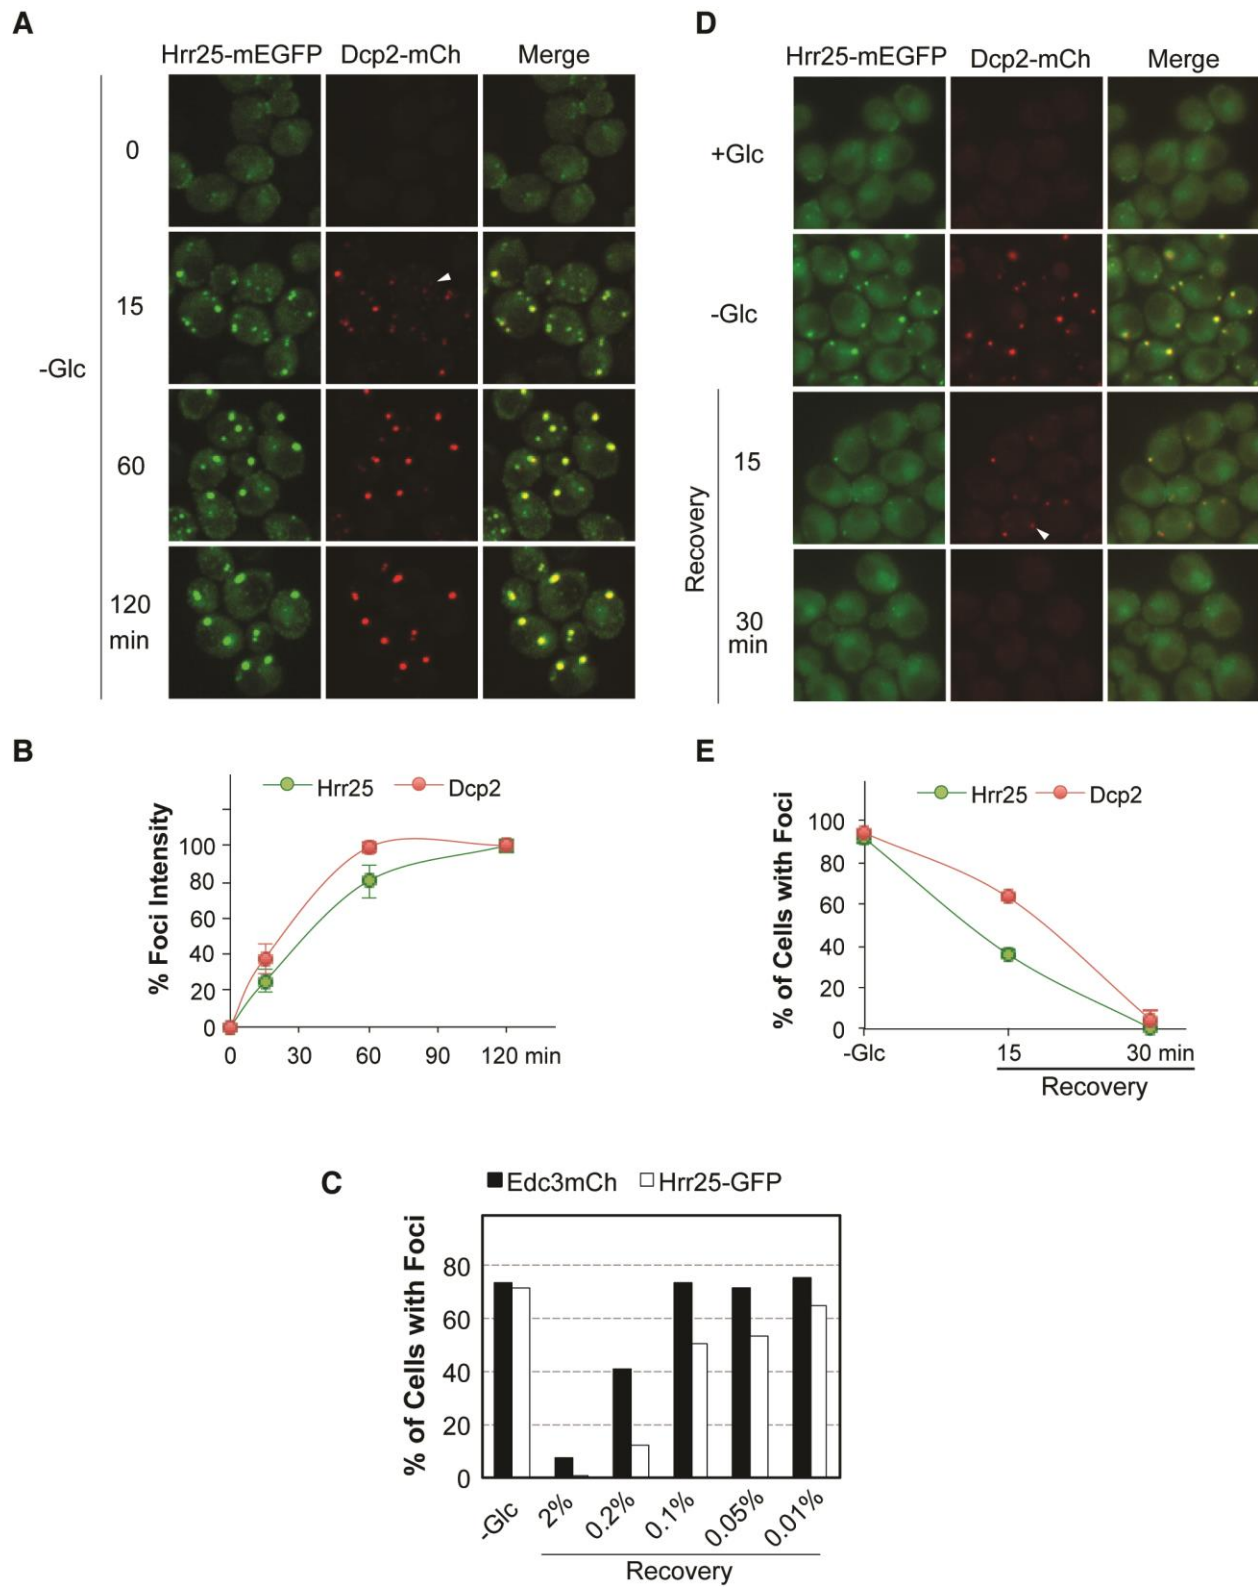 A
Hrr25-mEGFP Dcp2-mCh Merge
-Glc
0
15
60
120
min
D
Hrr25-mEGFP Dcp2-mCh Merge
+Glc
-Glc
Recovery
15
30
min
B
Hrr25 Dcp2
% Foci Intensity
100
80
60
40
20
0
0 30 60 90 120 min
E
Hrr25 Dcp2
% of Cells with Foci
100
80
60
40
20
0
-Glc 15 30 min
Recovery
C
Edc3mCh Hrr25-GFP
% of Cells with Foci
80
60
40
20
0
-Glc 2% 0.2% 0.1% 0.05% 0.01%
Recovery